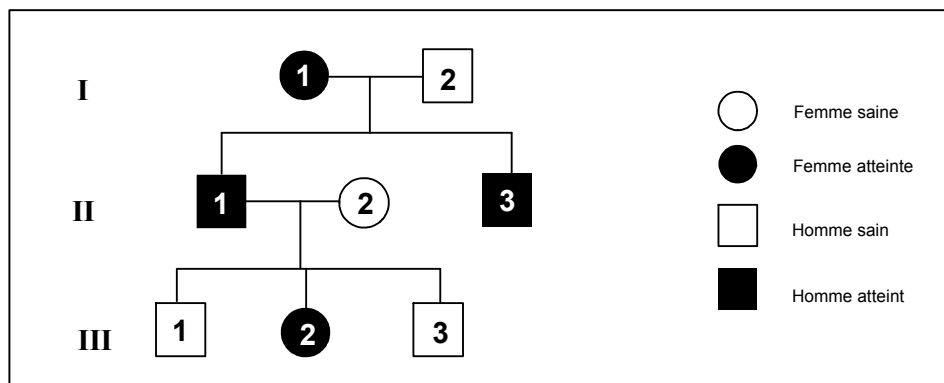 I
1
2
Femme saine
Femme atteinte
II
1
2
3
Homme sain
Homme atteint
III
1
2
3